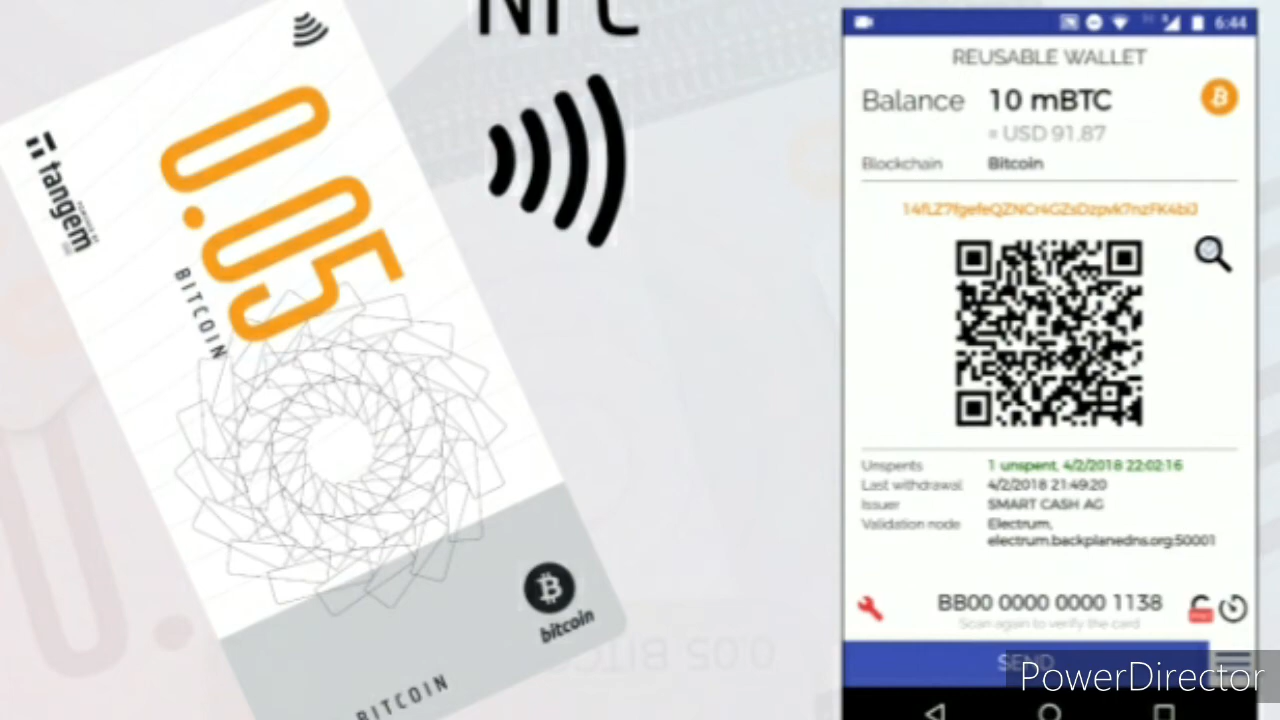 NFC
tangem
POWERED BY
0.05
BITCOIN
bitcoin
BITCOIN
6:44
REUSABLE WALLET
Balance 10 mBTC
= USD 91.87
Blockchain Bitcoin
Unspents 1 unspent, 4/2/2018 22:02:16
Last withdrawal 4/2/2018 21:49:20
Issuer SMART CASH AG
Validation node Electrum,
electrum.backplanedns.org:50001
BB00 0000 0000 1138
Scan again to verify the card
SEND
PowerDirector